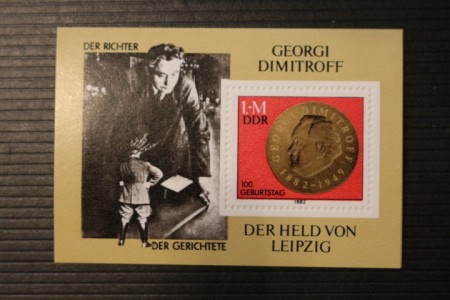 DER RICHTER
DER GERICHTETE
GEORGI
DIMITROFF
1.-M
DDR
GEORGI DIMITROFF
1882-1949
100.
GEBURTSTAG
1982
DER HELD VON
LEIPZIG